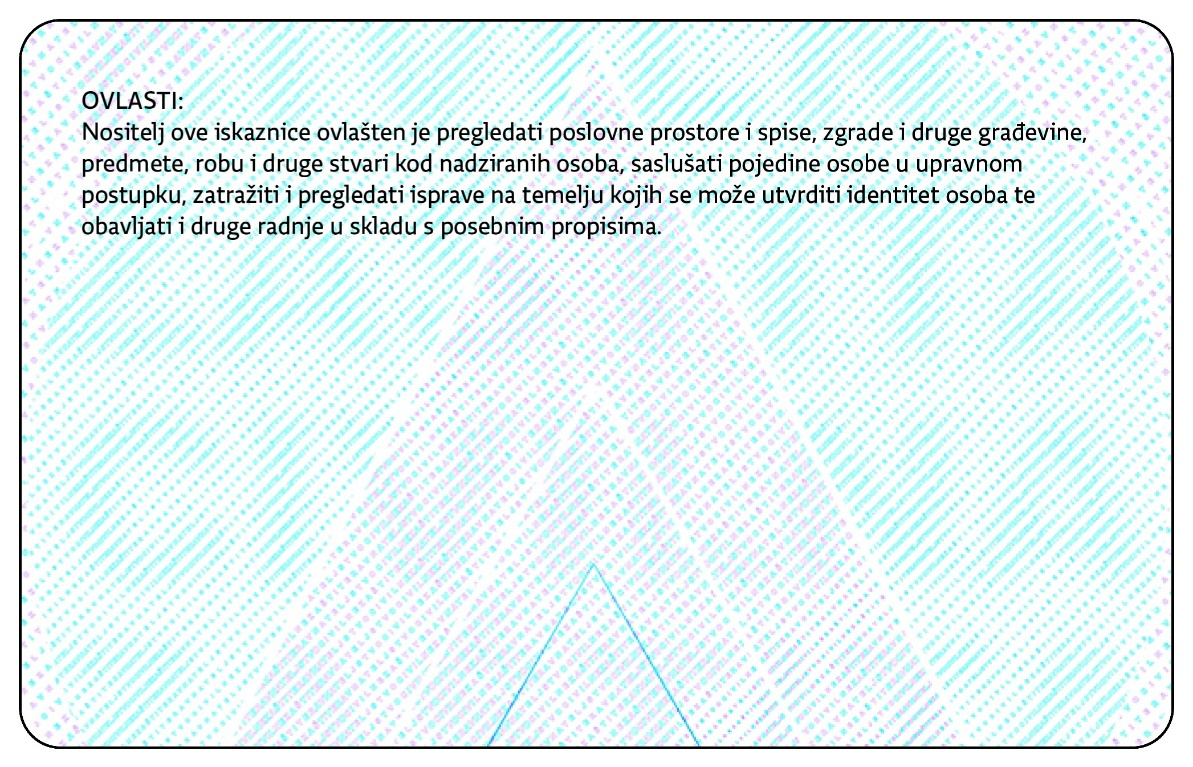 OVLASTI:
Nositelj ove iskaznice ovlašten je pregledati poslovne prostore i spise, zgrade i druge građevine,
predmete, robu i druge stvari kod nadziranih osoba, saslušati pojedine osobe u upravnom
postupku, zatražiti i pregledati isprave na temelju kojih se može utvrditi identitet osoba te
obavljati i druge radnje u skladu s posebnim propisima.